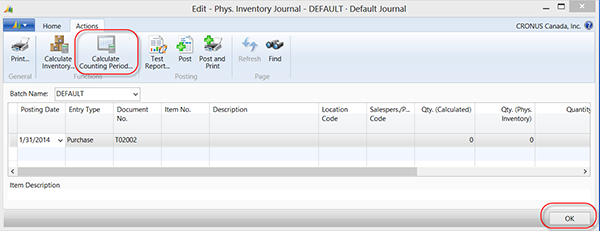 Edit - Phys. Inventory Journal - DEFAULT · Default Journal
Home Actions CRONUS Canada, Inc.
Print... Calculate Inventory... Calculate Counting Period... Test Report... Post Post and Print Refresh Find
General Functions Posting Page
Batch Name: DEFAULT
Posting Date Entry Type Document No. Item No. Description Location Code Salespers./P... Code Qty. (Calculated) Qty. (Phys. Inventory) Quantity
1/31/2014 Purchase T02002 0 0
Item Description
OK